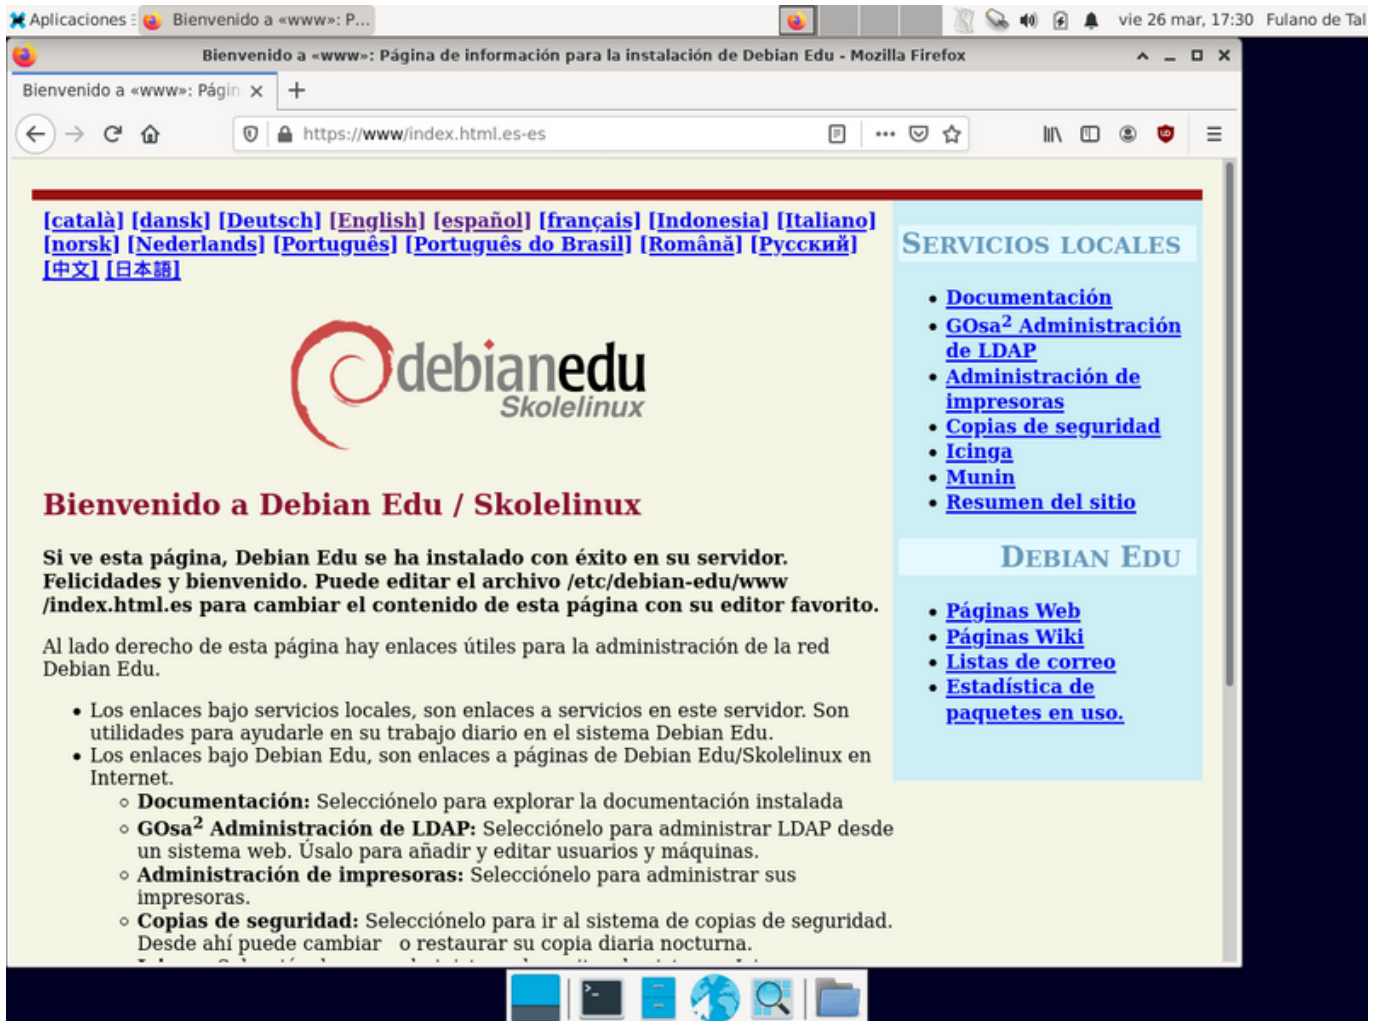 Aplicaciones
Bienvenido a «www»: P...
vie 26 mar, 17:30 Fulano de Tal
Bienvenido a «www»: Página de información para la instalación de Debian Edu - Mozilla Firefox
Bienvenido a «www»: Págin
https://www/index.html.es-es
[català] [dansk] [Deutsch] [English] [español] [français] [Indonesia] [Italiano]
[norsk] [Nederlands] [Português] [Português do Brasil] [Română] [Русский]
[中文] [日本語]
debianedu
Skolelinux
Bienvenido a Debian Edu / Skolelinux
Si ve esta página, Debian Edu se ha instalado con éxito en su servidor.
Felicidades y bienvenido. Puede editar el archivo /etc/debian-edu/www
/index.html.es para cambiar el contenido de esta página con su editor favorito.
Al lado derecho de esta página hay enlaces útiles para la administración de la red
Debian Edu.
• Los enlaces bajo servicios locales, son enlaces a servicios en este servidor. Son
utilidades para ayudarle en su trabajo diario en el sistema Debian Edu.
• Los enlaces bajo Debian Edu, son enlaces a páginas de Debian Edu/Skolelinux en
Internet.
◦ Documentación: Selecciónelo para explorar la documentación instalada
◦ GOsa² Administración de LDAP: Selecciónelo para administrar LDAP desde
un sistema web. Úsalo para añadir y editar usuarios y máquinas.
◦ Administración de impresoras: Selecciónelo para administrar sus
impresoras.
◦ Copias de seguridad: Selecciónelo para ir al sistema de copias de seguridad.
Desde ahí puede cambiar o restaurar su copia diaria nocturna.
SERVICIOS LOCALES
• Documentación
• GOsa² Administración
de LDAP
• Administración de
impresoras
• Copias de seguridad
• Icinga
• Munin
• Resumen del sitio
DEBIAN EDU
• Páginas Web
• Páginas Wiki
• Listas de correo
• Estadística de
paquetes en uso.